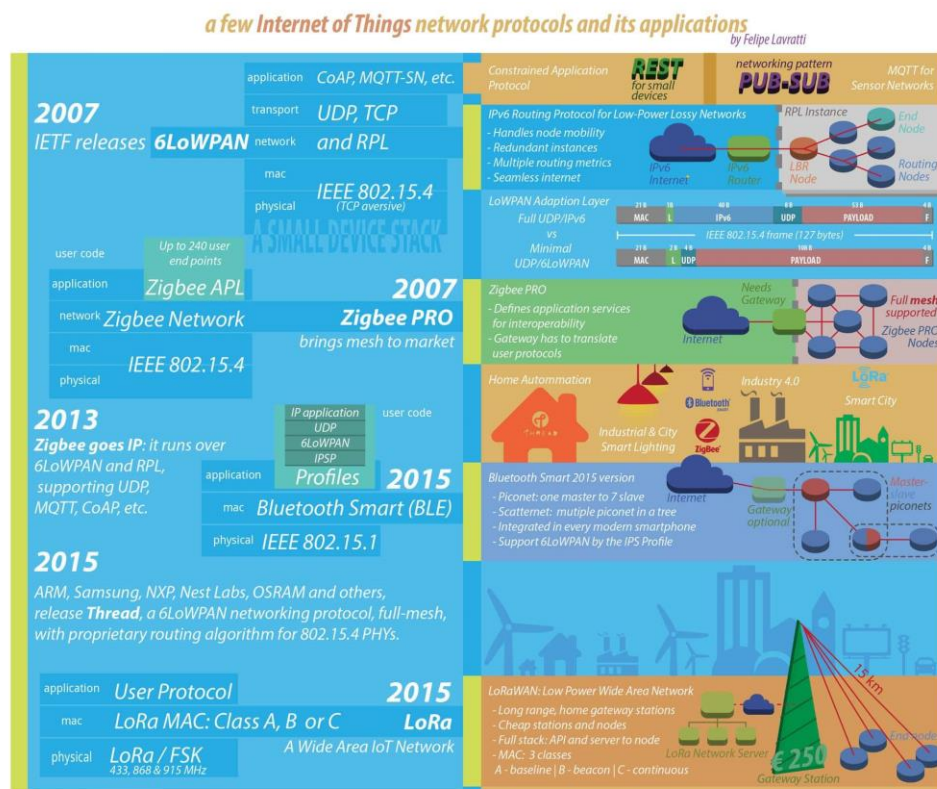 a few Internet of Things network protocols and its applications
by Felipe Lavratti
application CoAP, MQTT-SN, etc.
transport UDP, TCP
2007
IETF releases 6LoWPAN
network and RPL
mac
physical
IEEE 802.15.4
(TCP aversive)
A SMALL DEVICE STACK
user code
Up to 240 user
end points
application Zigbee APL
network Zigbee Network
mac
physical
IEEE 802.15.4
2007
Zigbee PRO
brings mesh to market
2013
Zigbee goes IP: it runs over
6LoWPAN and RPL,
supporting UDP,
MQTT, CoAP, etc.
IP application
UDP
6LoWPAN
IPSP
user code
application Profiles
2015
mac Bluetooth Smart (BLE)
physical IEEE 802.15.1
2015
ARM, Samsung, NXP, Nest Labs, OSRAM and others,
release Thread, a 6LoWPAN networking protocol, full-mesh,
with proprietary routing algorithm for 802.15.4 PHYs.
application User Protocol
mac LoRa MAC: Class A, B or C
physical LoRa / FSK
433, 868 & 915 MHz
2015
LoRa
A Wide Area IoT Network
Constrained Application
Protocol
REST
for small
devices
networking pattern
PUB-SUB
MQTT for
Sensor Networks
IPv6 Routing Protocol for Low-Power Lossy Networks
- Handles node mobility
- Redundant instances
- Multiple routing metrics
- Seamless internet
IPv6
Internet
IPv6
Router
RPL Instance
LBR
Node
End
Node
Routing
Nodes
LoWPAN Adaption Layer
Full UDP/IPv6
vs
Minimal
UDP/6LoWPAN
21 B 1B 40 B 8 B 53 B 4 B
MAC L IPv6 UDP PAYLOAD F
IEEE 802.15.4 frame (127 bytes)
21 B 2 B 4 B 108 B 4 B
MAC L UDP PAYLOAD F
Zigbee PRO
- Defines application services
for interoperability
- Gateway has to translate
user protocols
Internet
Needs
Gateway
Full mesh
supported
Zigbee PRO
Nodes
Home Autommation
THREAD
Industrial & City
Smart Lighting
Bluetooph
ZigBee
Industry 4.0
LoRa
Smart City
Bluetooth Smart 2015 version
- Piconet: one master to 7 slave
- Scatternet: mutiple piconet in a tree
- Integrated in every modern smartphone
- Support 6LoWPAN by the IPS Profile
Internet
Gateway
optional
Master-
slave
piconets
LoRaWAN: Low Power Wide Area Network
- Long range, home gateway stations
- Cheap stations and nodes
- Full stack: API and server to node
- MAC: 3 classes
A - baseline | B - beacon | C - continuous
LoRa Network Server
€ 250
Gateway Station
15 km
End nodes